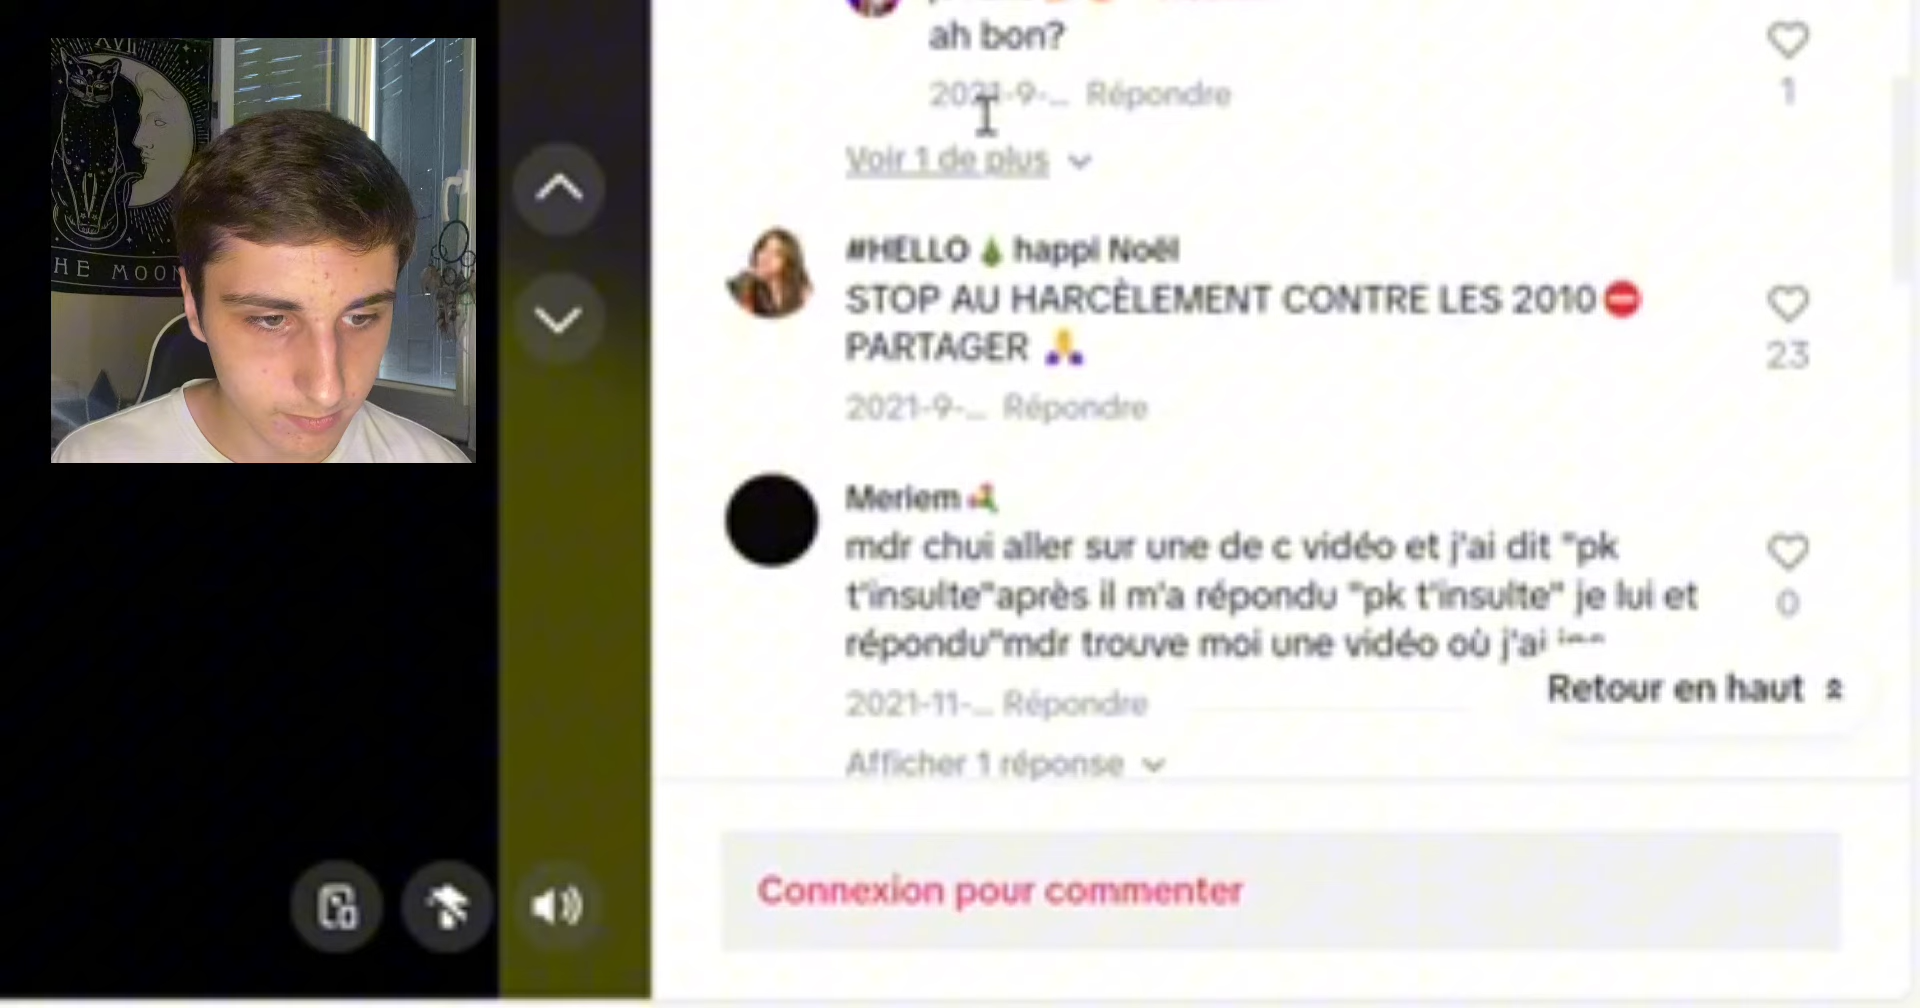 XVII
THE MOON
ah bon?
2021-9-... Répondre
1
Voir 1 de plus
#HELLO🎄happi Noël
STOP AU HARCÈLEMENT CONTRE LES 2010⛔
PARTAGER 🙏
23
2021-9-... Répondre
Meriem
mdr chui aller sur une de c vidéo et j'ai dit "pk
t'insulte"après il m'a répondu "pk t'insulte" je lui et
0
répondu"mdr trouve moi une vidéo où j'ai
Retour en haut
2021-11-... Répondre
Afficher 1 réponse
Connexion pour commenter